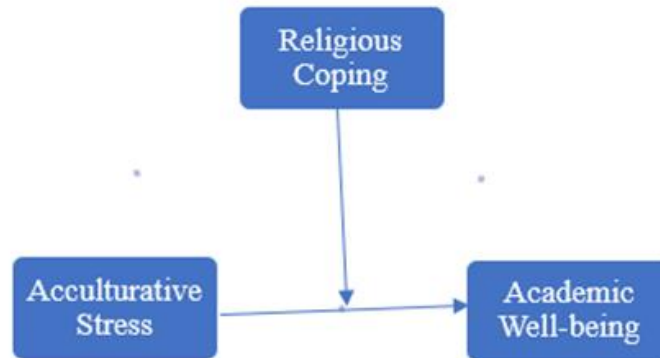 Religious
Coping
Acculturative
Stress
Academic
Well-being